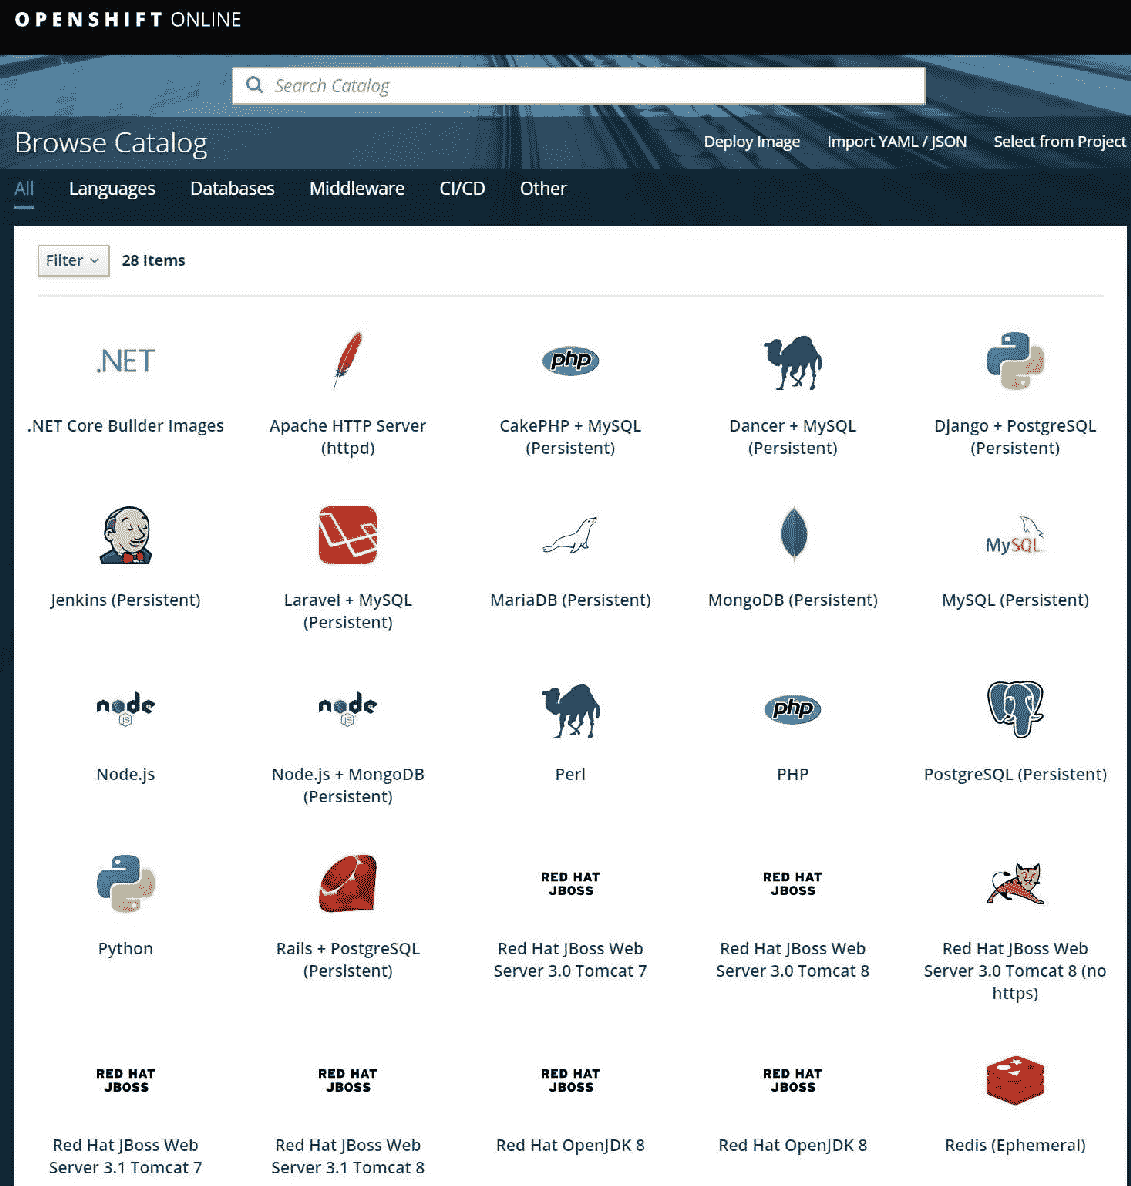 OPENSHIFT ONLINE
Search Catalog
Browse Catalog
Deploy Image Import YAML / JSON Select from Project
All Languages Databases Middleware CI/CD Other
Filter 28 Items
.NET
php
.NET Core Builder Images
Apache HTTP Server
(httpd)
CakePHP + MySQL
(Persistent)
Dancer + MySQL
(Persistent)
Django + PostgreSQL
(Persistent)
MySQL
Jenkins (Persistent)
Laravel + MySQL
(Persistent)
MariaDB (Persistent)
MongoDB (Persistent)
MySQL (Persistent)
node
JS
node
JS
php
Node.js
Node.js + MongoDB
(Persistent)
Perl
PHP
PostgreSQL (Persistent)
RED HAT
JBOSS
RED HAT
JBOSS
Python
Rails + PostgreSQL
(Persistent)
Red Hat JBoss Web
Server 3.0 Tomcat 7
Red Hat JBoss Web
Server 3.0 Tomcat 8
Red Hat JBoss Web
Server 3.0 Tomcat 8 (no
https)
RED HAT
JBOSS
RED HAT
JBOSS
RED HAT
JBOSS
RED HAT
JBOSS
Red Hat JBoss Web
Server 3.1 Tomcat 7
Red Hat JBoss Web
Server 3.1 Tomcat 8
Red Hat OpenJDK 8
Red Hat OpenJDK 8
Redis (Ephemeral)